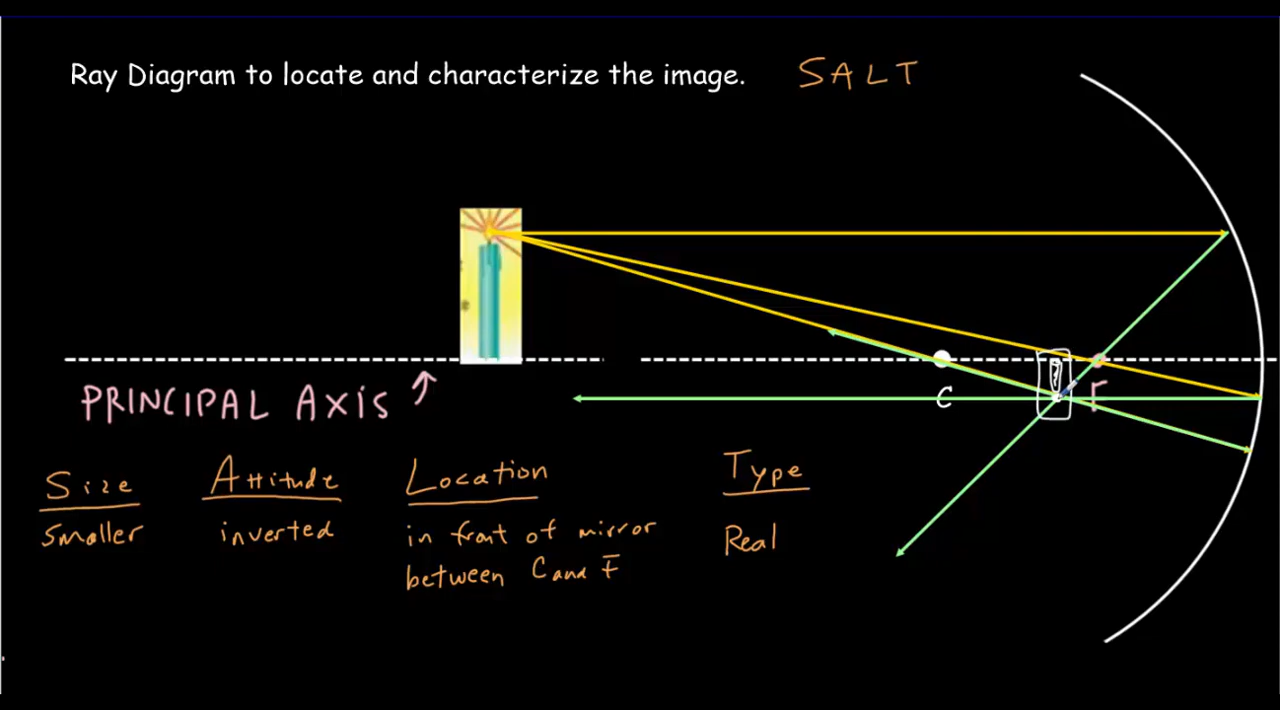 Ray Diagram to locate and characterize the image. SALT
C
F
PRINCIPAL AXIS
Size
smaller
Attitude
inverted
Location
in front of mirror
between C and F
Type
Real